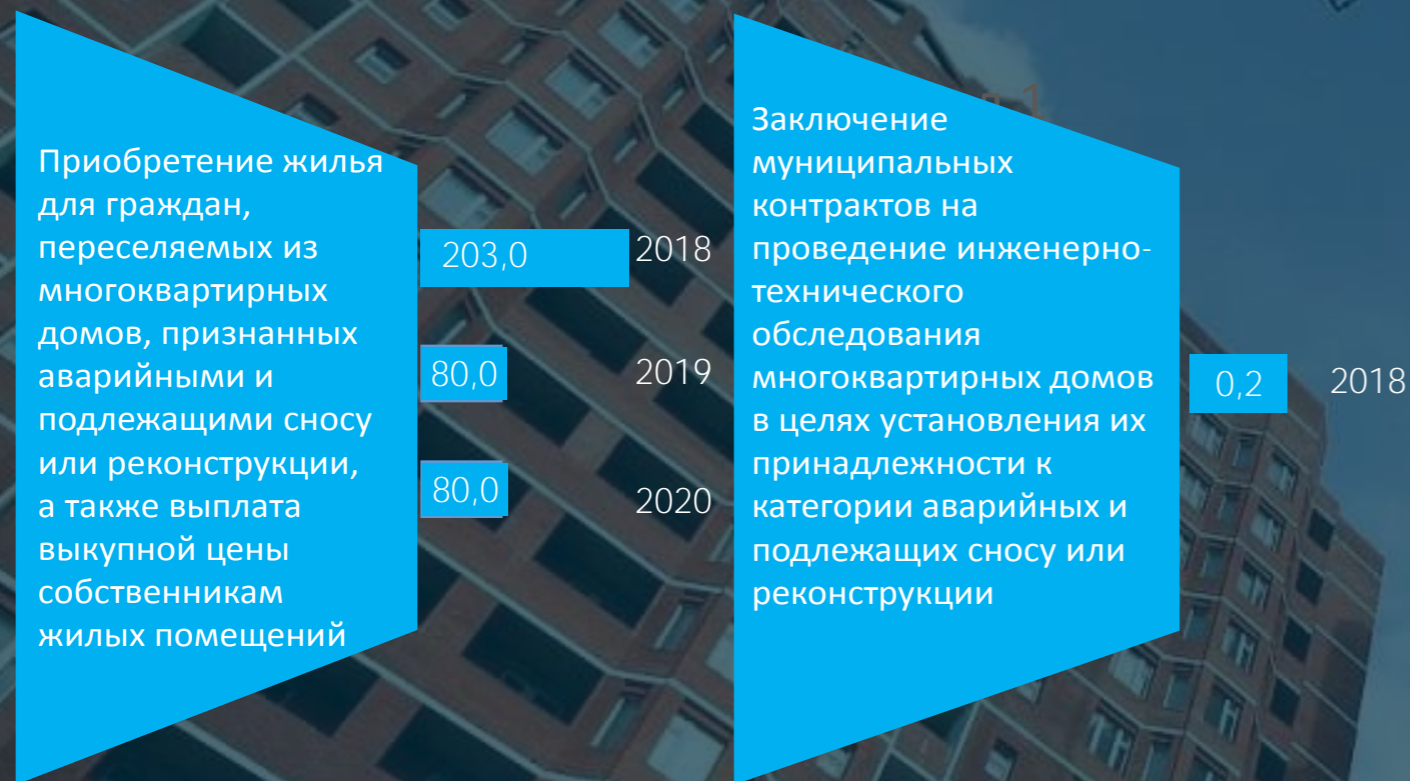 Приобретение жилья
для граждан,
переселяемых из
многоквартирных
домов, признанных
аварийными и
подлежащими сносу
или реконструкции,
а также выплата
выкупной цены
собственникам
жилых помещений
203,0 2018
80,0 2019
80,0 2020
Заключение
муниципальных
контрактов на
проведение инженерно-
технического
обследования
многоквартирных домов
в целях установления их
принадлежности к
категории аварийных и
подлежащих сносу или
реконструкции
0,2 2018